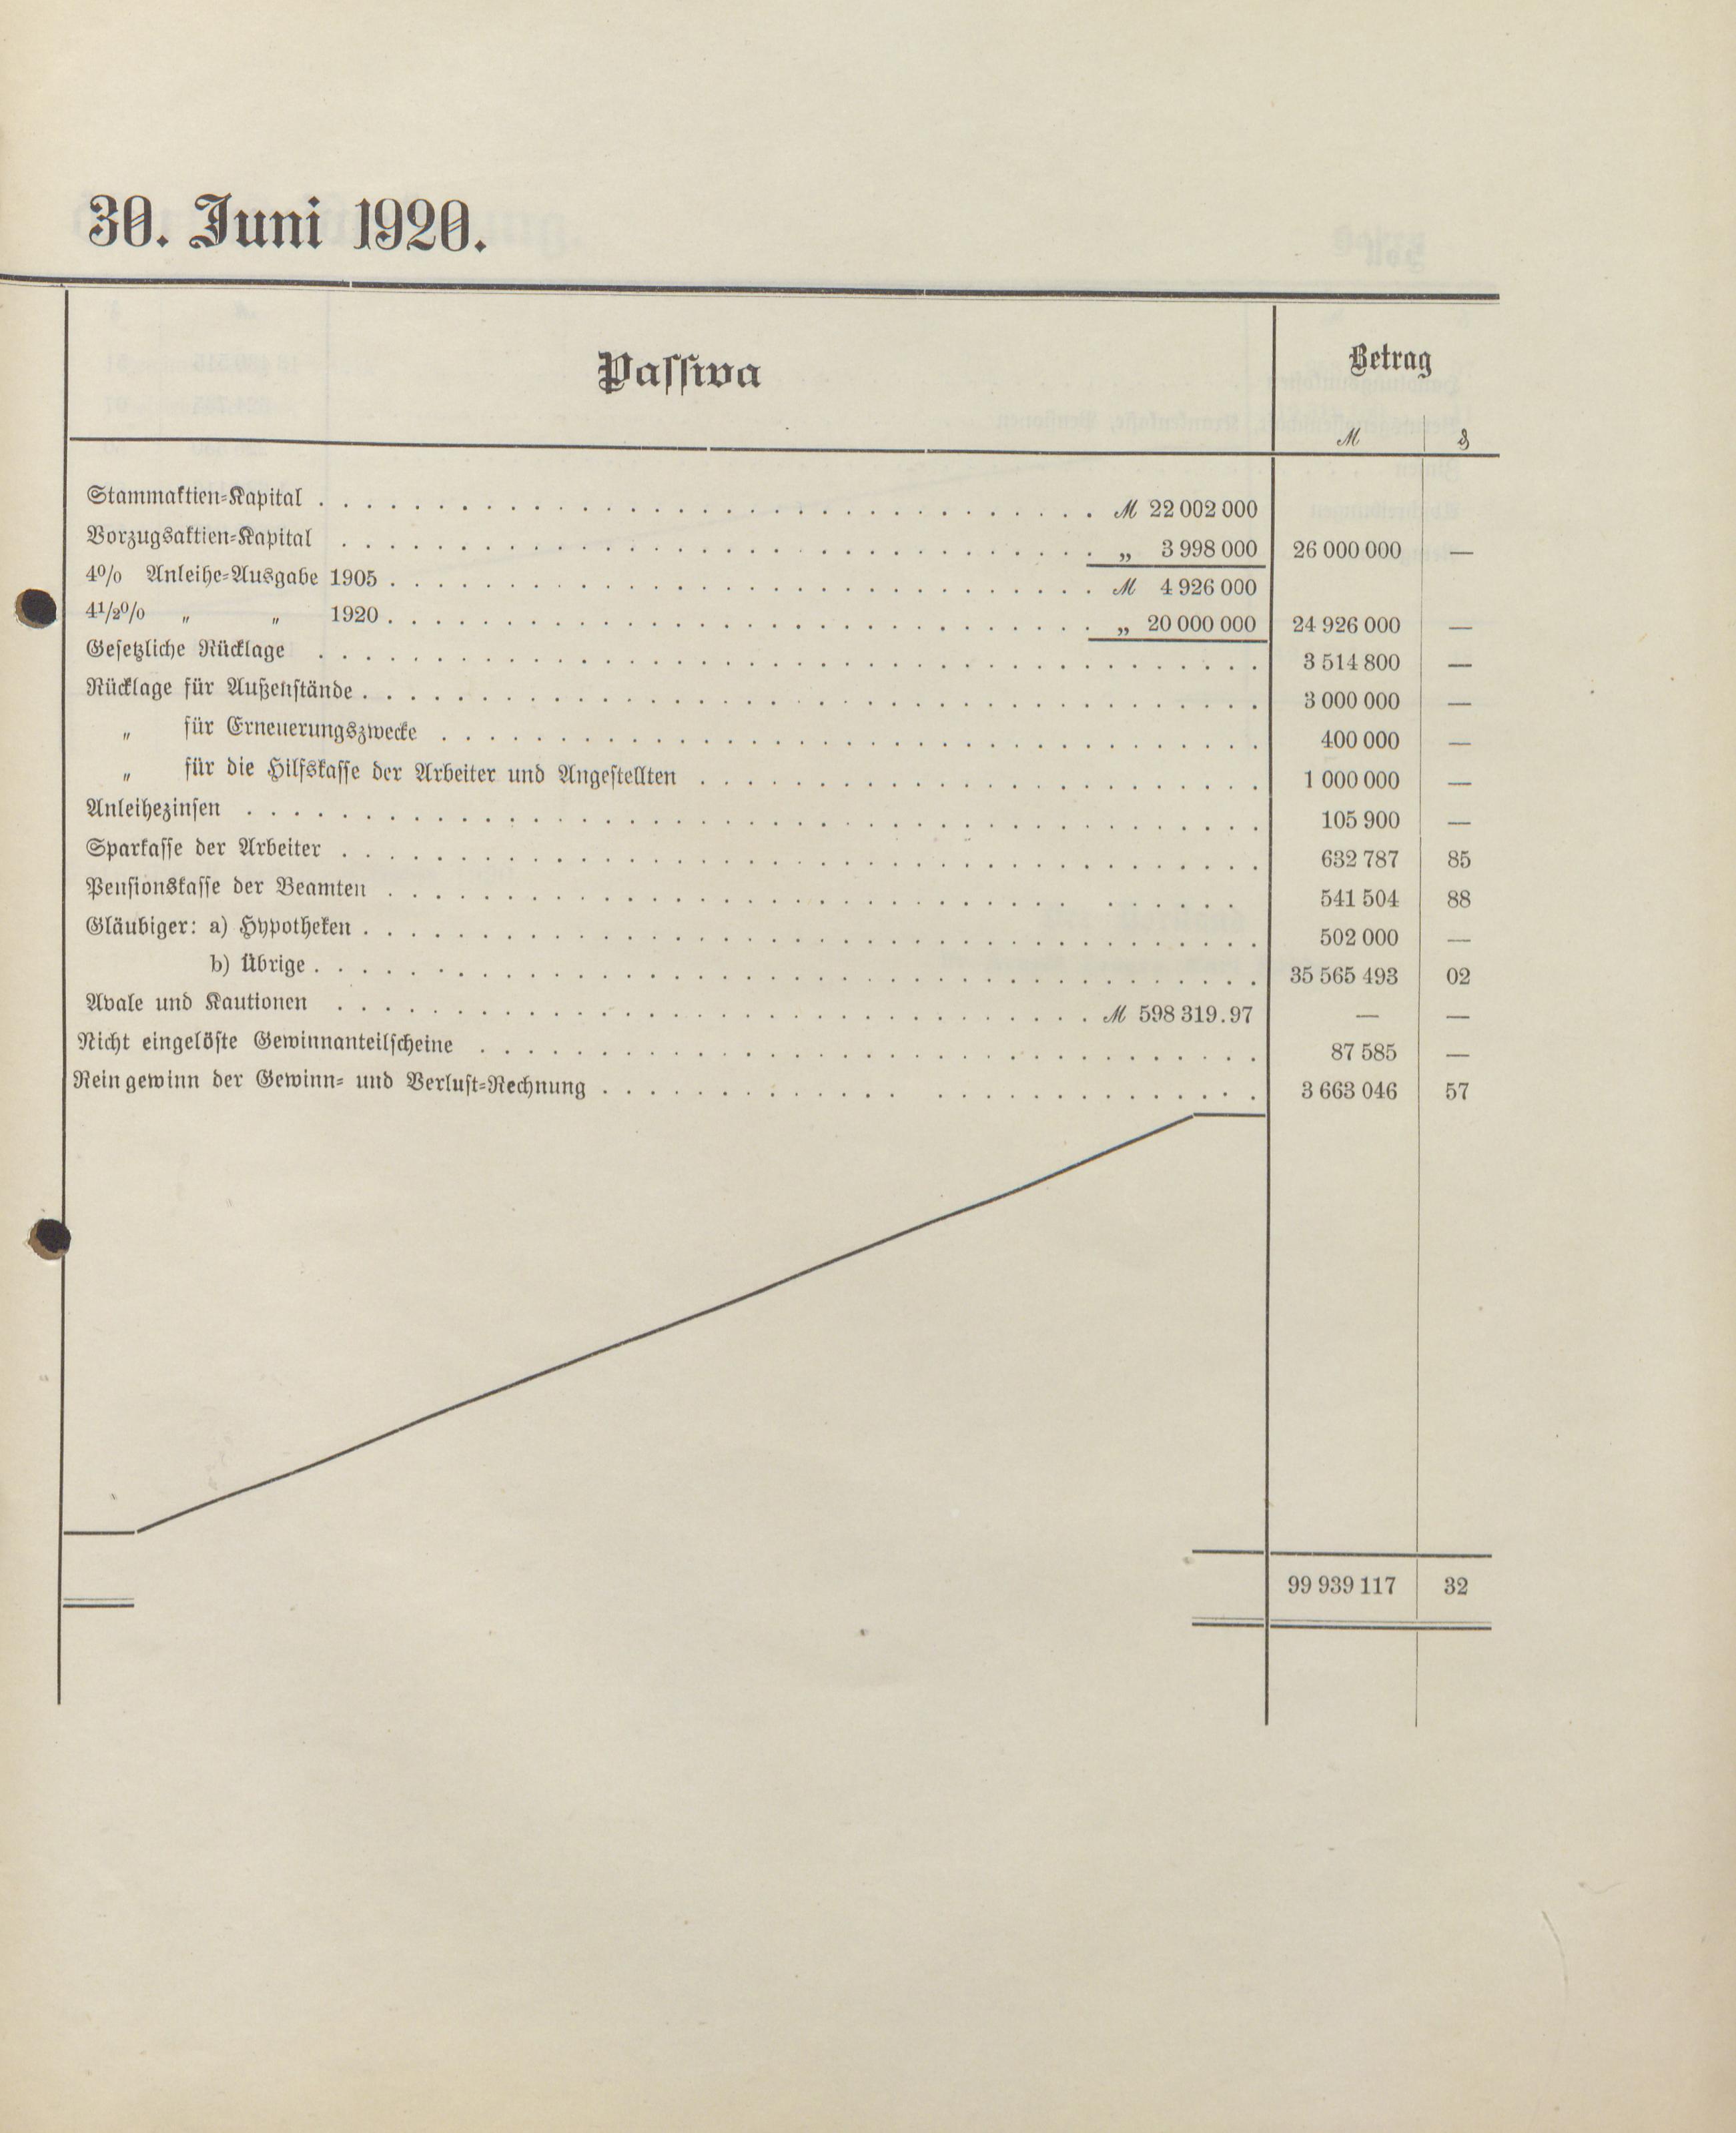 30. Juni 1920.
Passiva
Betrag
ℳ ₰
Stammaktien-Kapital . . . . . ℳ 22 002 000
Vorzugsaktien-Kapital . . . . . „ 3 998 000 26 000 000 —
4% Anleihe-Ausgabe 1905 . . . . . ℳ 4 926 000
4½% „ „ 1920 . . . . . „ 20 000 000 24 926 000 —
Gesetzliche Rücklage . . . . . 3 514 800 —
Rücklage für Außenstände . . . . . 3 000 000 —
„ für Erneuerungszwecke . . . . . 400 000 —
„ für die Hilfskasse der Arbeiter und Angestellten . . . . . 1 000 000 —
Anleihezinsen . . . . . 105 900 —
Sparkasse der Arbeiter . . . . . 632 787 85
Pensionskasse der Beamten . . . . . 541 504 88
Gläubiger: a) Hypotheken . . . . . 502 000 —
b) Übrige . . . . . 35 565 493 02
Avale und Kautionen . . . . . ℳ 598 319.97 — —
Nicht eingelöste Gewinnanteilscheine . . . . . 87 585 —
Reingewinn der Gewinn- und Verlust-Rechnung . . . . . 3 663 046 57
99 939 117 32